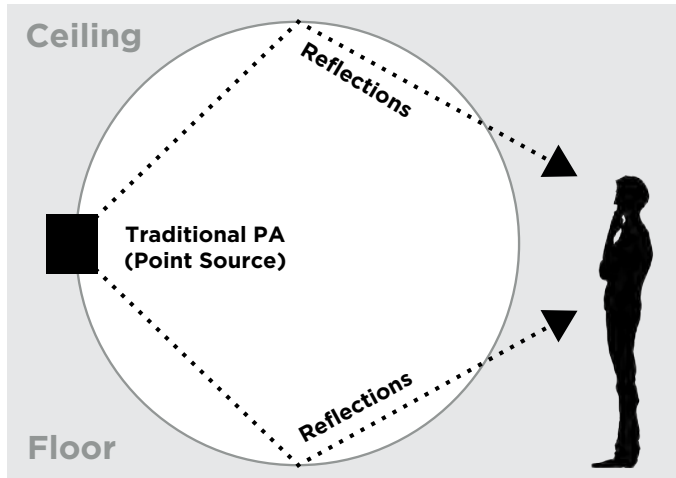 Ceiling
Reflections
Traditional PA
(Point Source)
Reflections
Floor